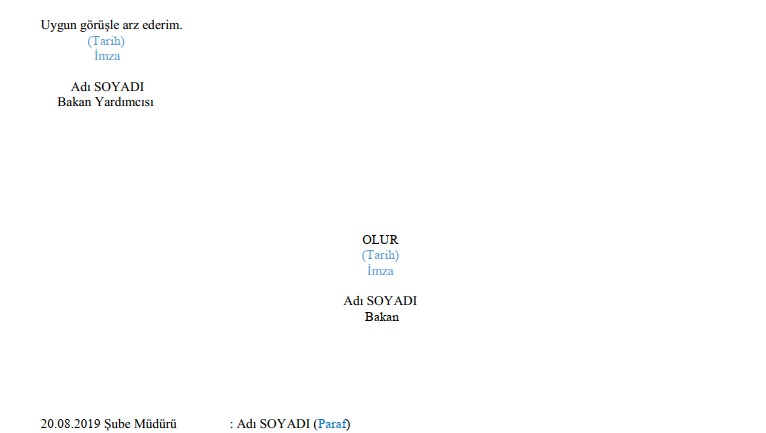 Uygun görüşle arz ederim.
(Tarih)
İmza
Adı SOYADI
Bakan Yardımcısı
OLUR
(Tarih)
İmza
Adı SOYADI
Bakan
20.08.2019 Şube Müdürü : Adı SOYADI (Paraf)